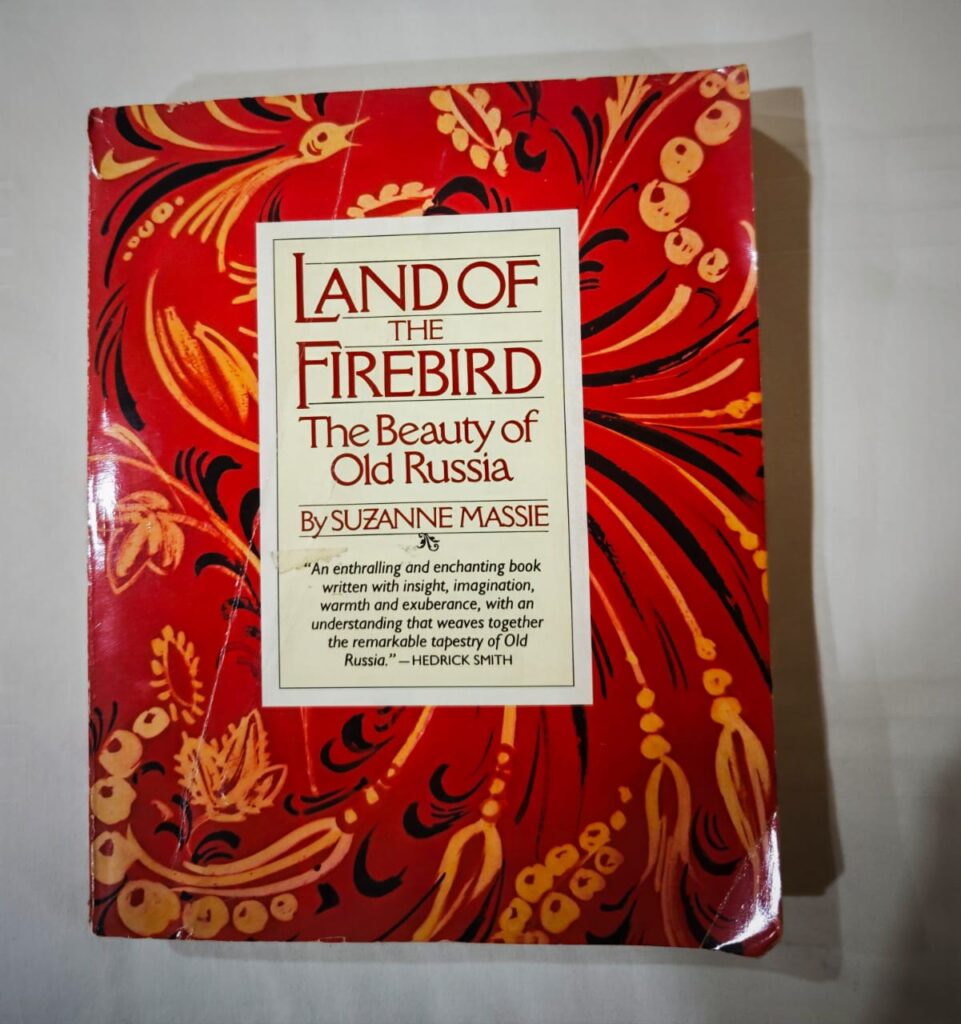 LAND OF
THE
FIREBIRD
The Beauty of
Old Russia
By SUZANNE MASSIE
“An enthralling and enchanting book
written with insight, imagination,
warmth and exuberance, with an
understanding that weaves together
the remarkable tapestry of Old
Russia.” — HEDRICK SMITH